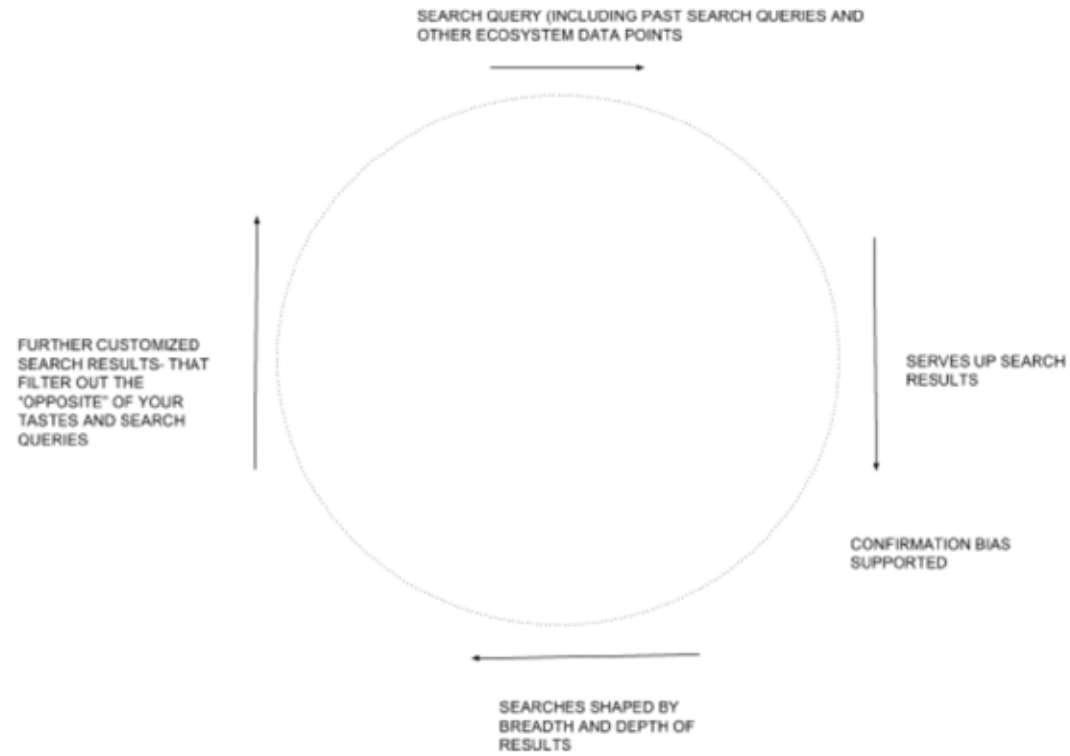 SEARCH QUERY (INCLUDING PAST SEARCH QUERIES AND
OTHER ECOSYSTEM DATA POINTS
SERVES UP SEARCH
RESULTS
CONFIRMATION BIAS
SUPPORTED
SEARCHES SHAPED BY
BREADTH AND DEPTH OF
RESULTS
FURTHER CUSTOMIZED
SEARCH RESULTS- THAT
FILTER OUT THE
"OPPOSITE" OF YOUR
TASTES AND SEARCH
QUERIES